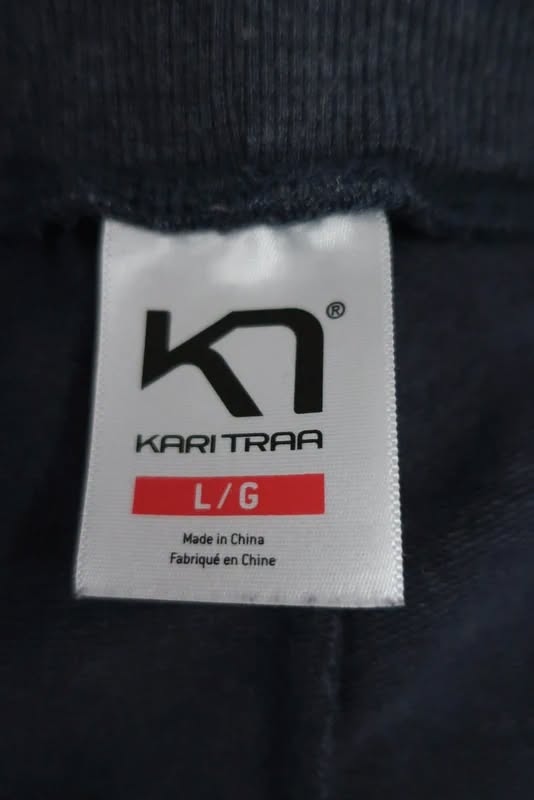 ®
KARI TRAA
L/G
Made in China
Fabriqué en Chine